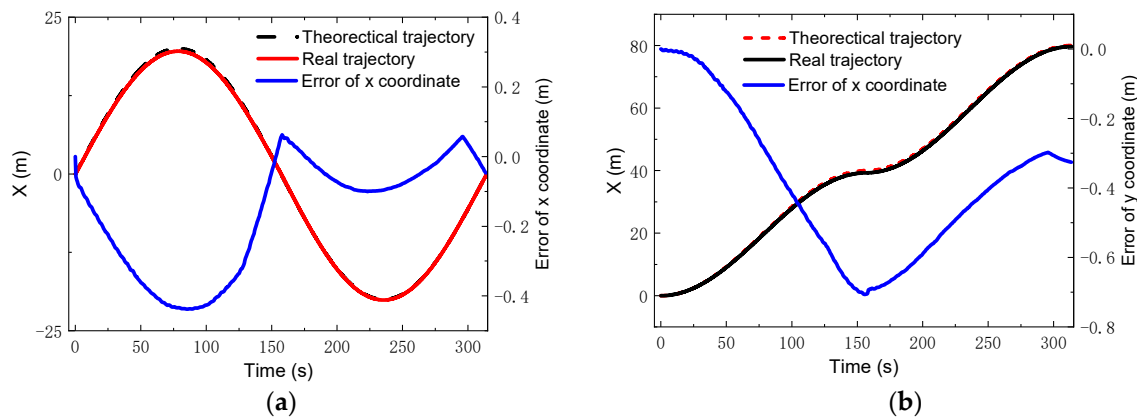 25
0
-25
X (m)
Theorectical trajectory
Real trajectory
Error of x coordinate
0.4
0.2
0.0
-0.2
-0.4
Error of x coordinate (m)
0 50 100 150 200 250 300
Time (s)
(a)
80
60
40
20
0
X (m)
Theorectical trajectory
Real trajectory
Error of x coordinate
0.0
-0.2
-0.4
-0.6
-0.8
Error of y coordinate (m)
0 50 100 150 200 250 300
Time (s)
(b)